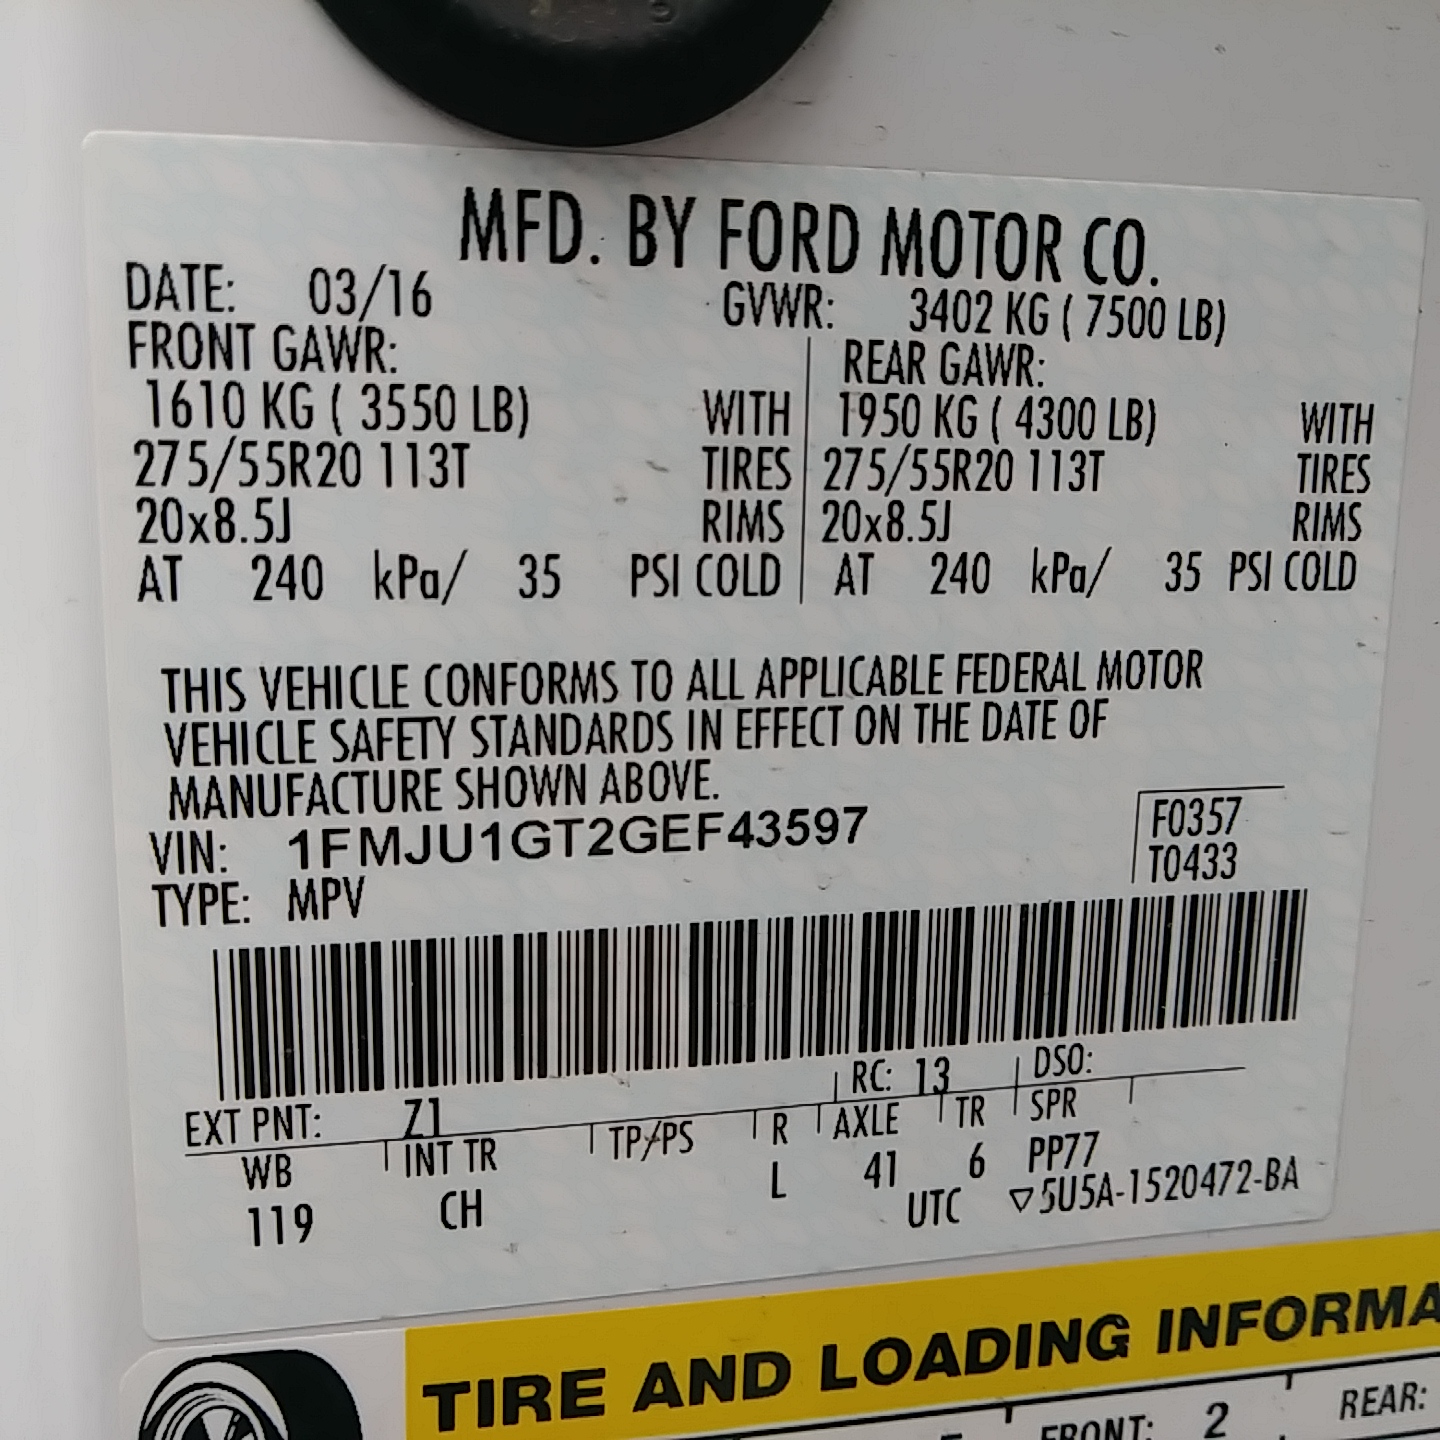 MFD. BY FORD MOTOR CO.
DATE: 03/16 GVWR: 3402 KG ( 7500 LB)
FRONT GAWR: REAR GAWR:
1610 KG ( 3550 LB) WITH 1950 KG ( 4300 LB) WITH
275/55R20 113T TIRES 275/55R20 113T TIRES
20x8.5J RIMS 20x8.5J RIMS
AT 240 kPa/ 35 PSI COLD AT 240 kPa/ 35 PSI COLD
THIS VEHICLE CONFORMS TO ALL APPLICABLE FEDERAL MOTOR
VEHICLE SAFETY STANDARDS IN EFFECT ON THE DATE OF
MANUFACTURE SHOWN ABOVE.
VIN: 1FMJU1GT2GEF43597 F0357
TYPE: MPV T0433
EXT PNT: Z1 RC: 13 DSO:
WB INT TR TP/PS R AXLE TR SPR
119 CH L 41 6 PP77
UTC ▽5U5A-1520472-BA
TIRE AND LOADING INFORMA
FRONT: 2 REAR: